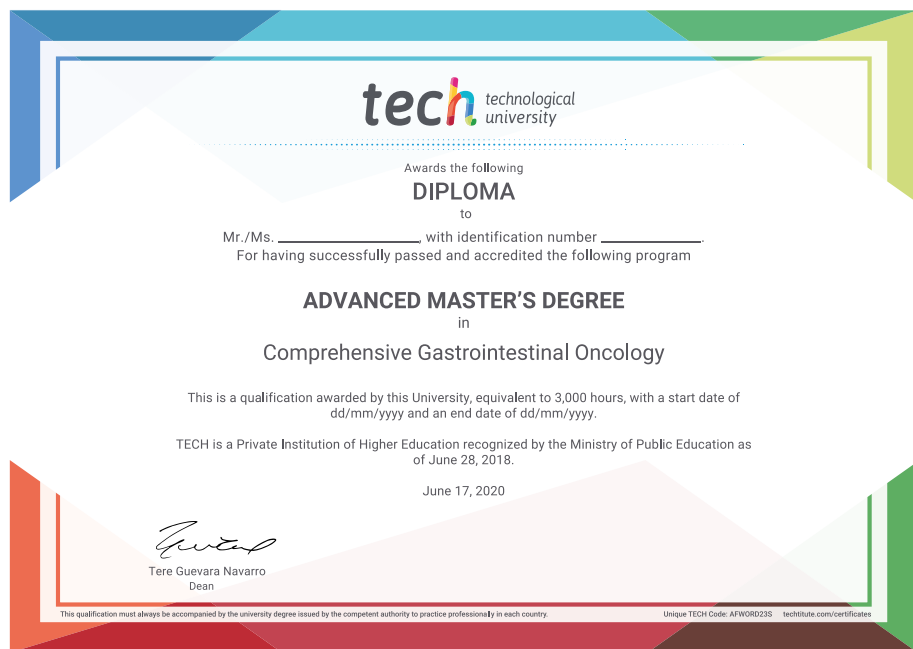 tech technological
university
Awards the following
DIPLOMA
to
Mr./Ms. ____________________, with identification number ______________.
For having successfully passed and accredited the following program
ADVANCED MASTER’S DEGREE
in
Comprehensive Gastrointestinal Oncology
This is a qualification awarded by this University, equivalent to 3,000 hours, with a start date of
dd/mm/yyyy and an end date of dd/mm/yyyy.
TECH is a Private Institution of Higher Education recognized by the Ministry of Public Education as
of June 28, 2018.
June 17, 2020
Tere Guevara Navarro
Dean
This qualification must always be accompanied by the university degree issued by the competent authority to practice professionally in each country.
Unique TECH Code: AFWORD23S techtitute.com/certificates